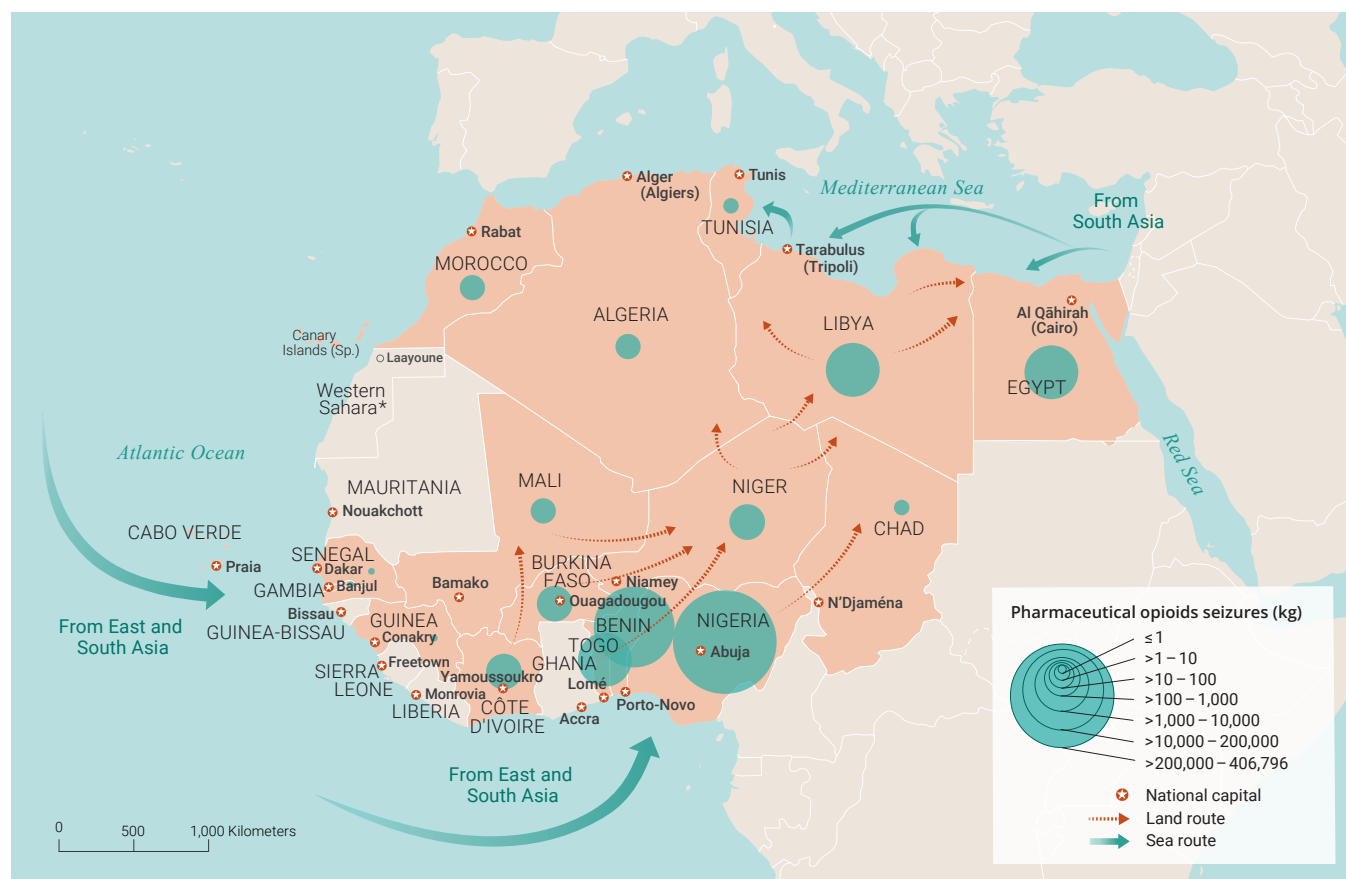 Alger
(Algiers)
Tunis
Mediterranean Sea
From
South Asia
TUNISIA
Rabat
Tarabulus
(Tripoli)
MOROCCO
ALGERIA
LIBYA
Al Qāhirah
(Cairo)
Canary
Islands (Sp.)
Laayoune
EGYPT
Western
Sahara*
Atlantic Ocean
Red Sea
MAURITANIA
Nouakchott
MALI
NIGER
CHAD
CABO VERDE
Praia
SENEGAL
Dakar
GAMBIA
Banjul
Bamako
BURKINA
FASO
Niamey
Ouagadougou
N'Djaména
Bissau
GUINEA-BISSAU
GUINEA
Conakry
BENIN
NIGERIA
Abuja
TOGO
GHANA
From East and
South Asia
Freetown
SIERRA
LEONE
Yamoussoukro
Lomé
Monrovia
LIBERIA
CÔTE
D'IVOIRE
Accra
Porto-Novo
From East and
South Asia
0
500
1,000 Kilometers
Pharmaceutical opioids seizures (kg)
≤ 1
>1 – 10
>10 – 100
>100 – 1,000
>1,000 – 10,000
>10,000 – 200,000
>200,000 – 406,796
National capital
Land route
Sea route